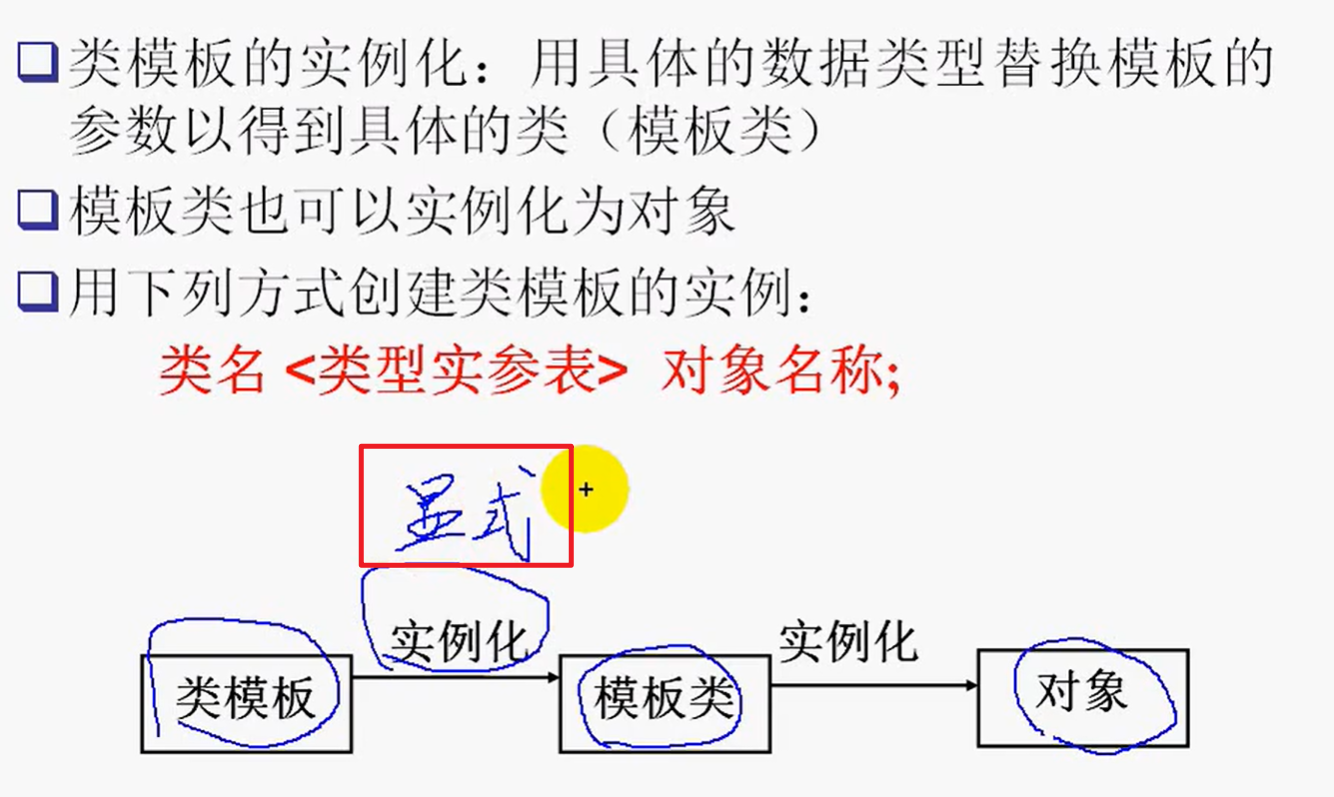 类模板的实例化：用具体的数据类型替换模板的
参数以得到具体的类（模板类）
模板类也可以实例化为对象
用下列方式创建类模板的实例：
类名 <类型实参表> 对象名称;
显式
实例化
实例化
类模板
模板类
对象